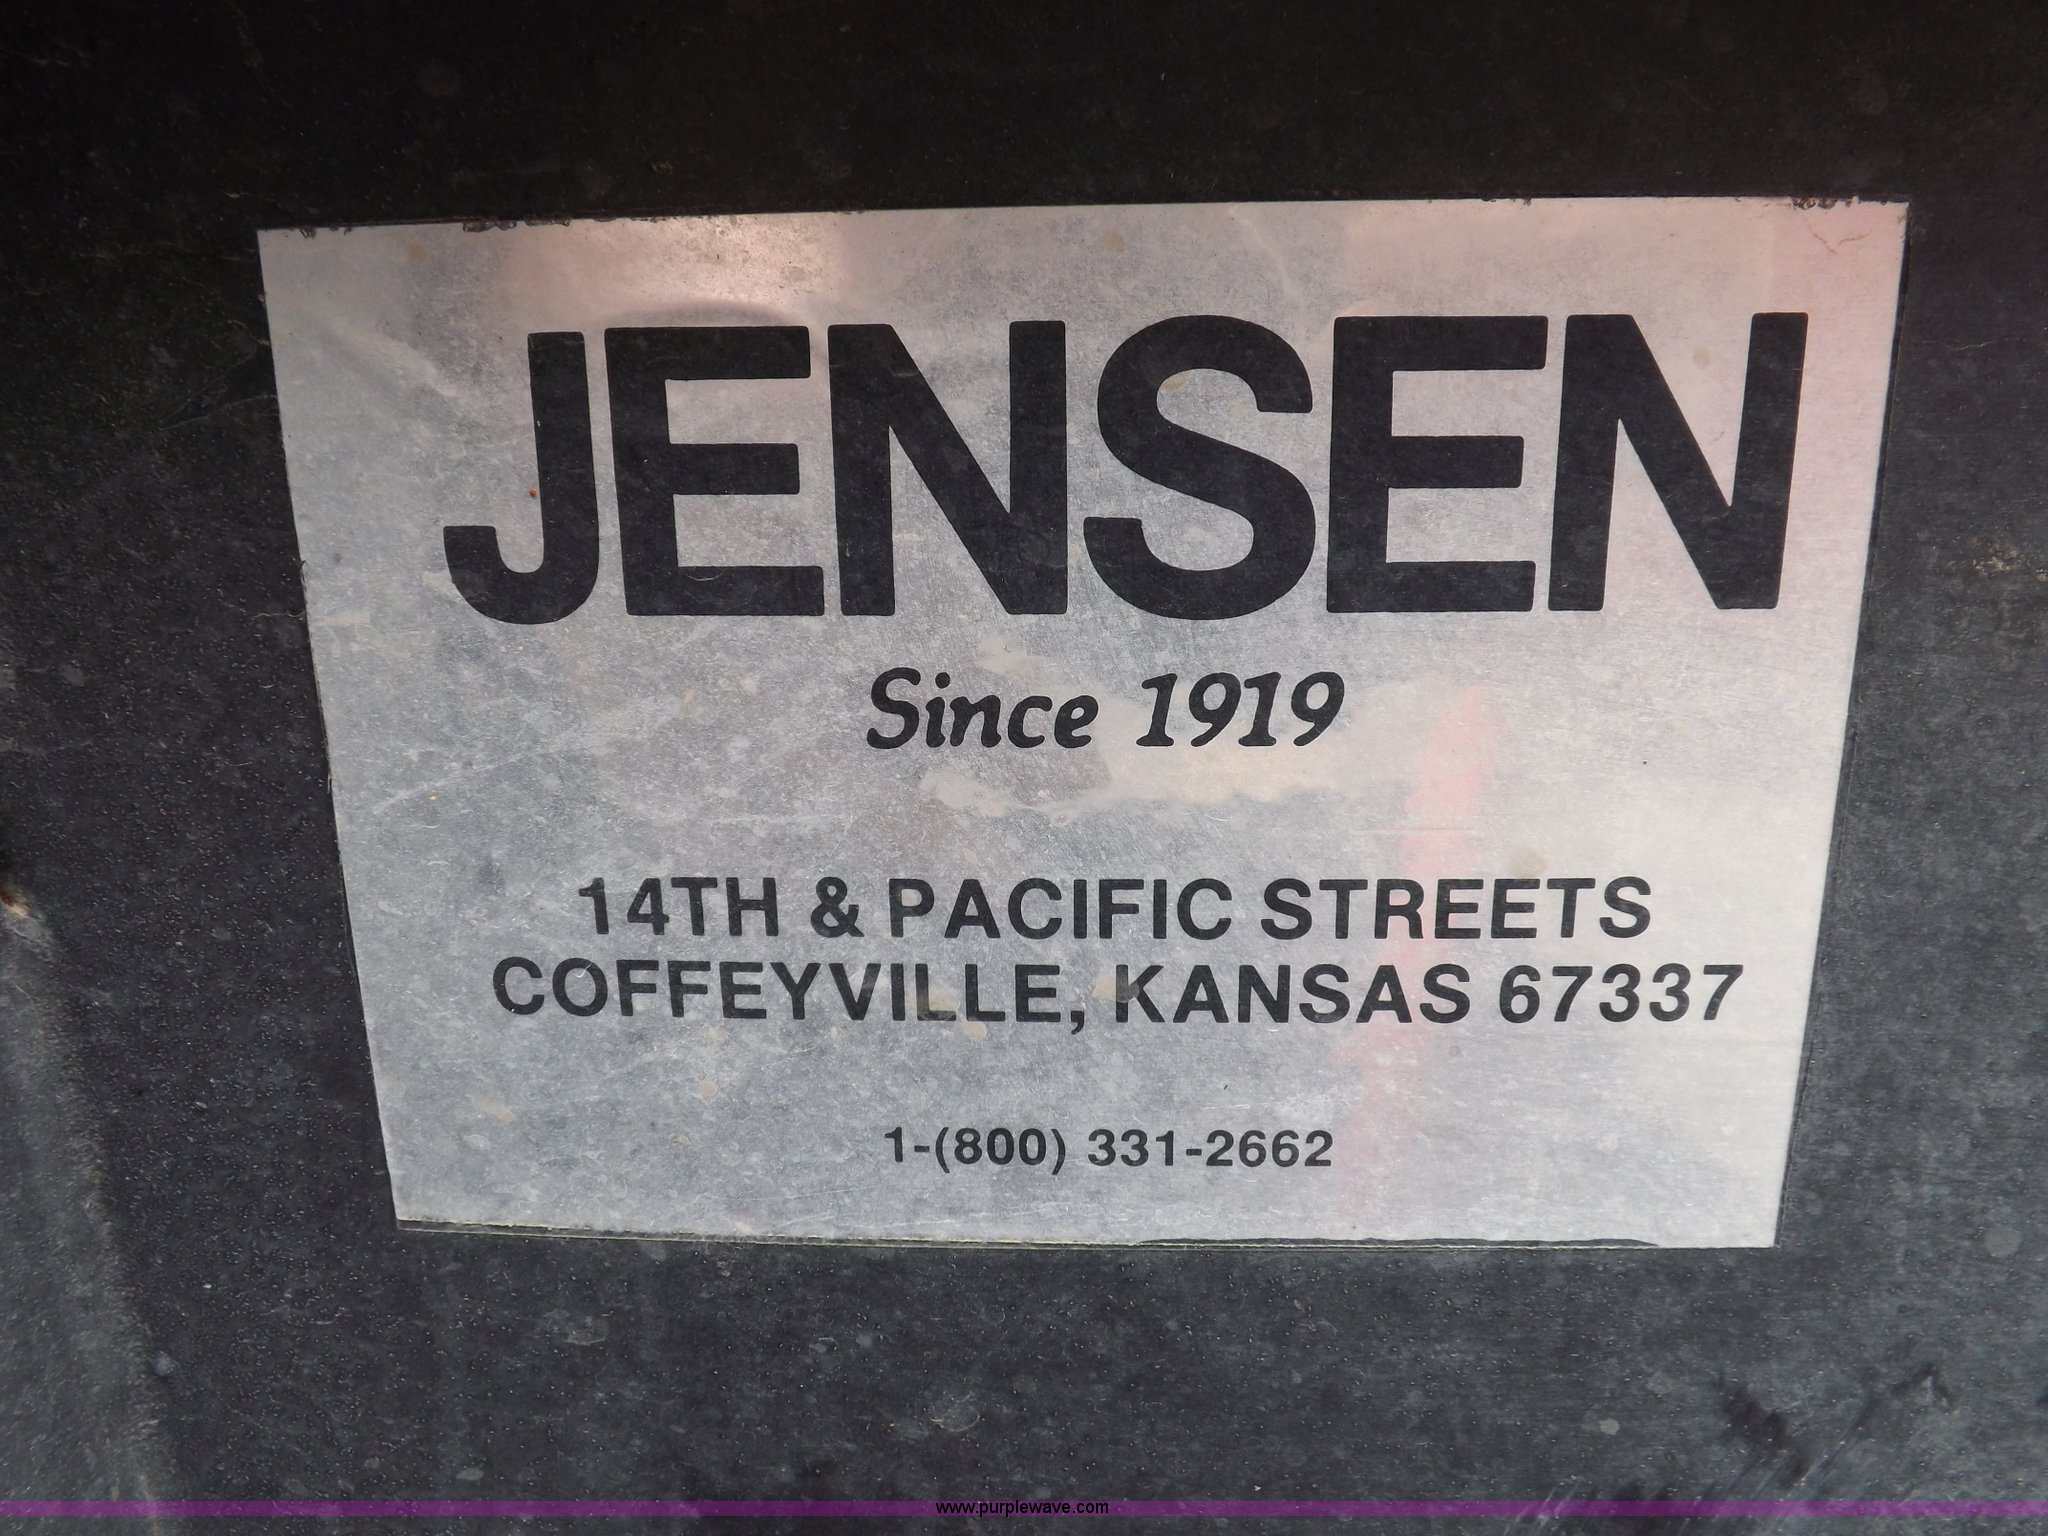 JENSEN
Since 1919
14TH & PACIFIC STREETS
COFFEYVILLE, KANSAS 67337
1-(800) 331-2662
www.purplewave.com